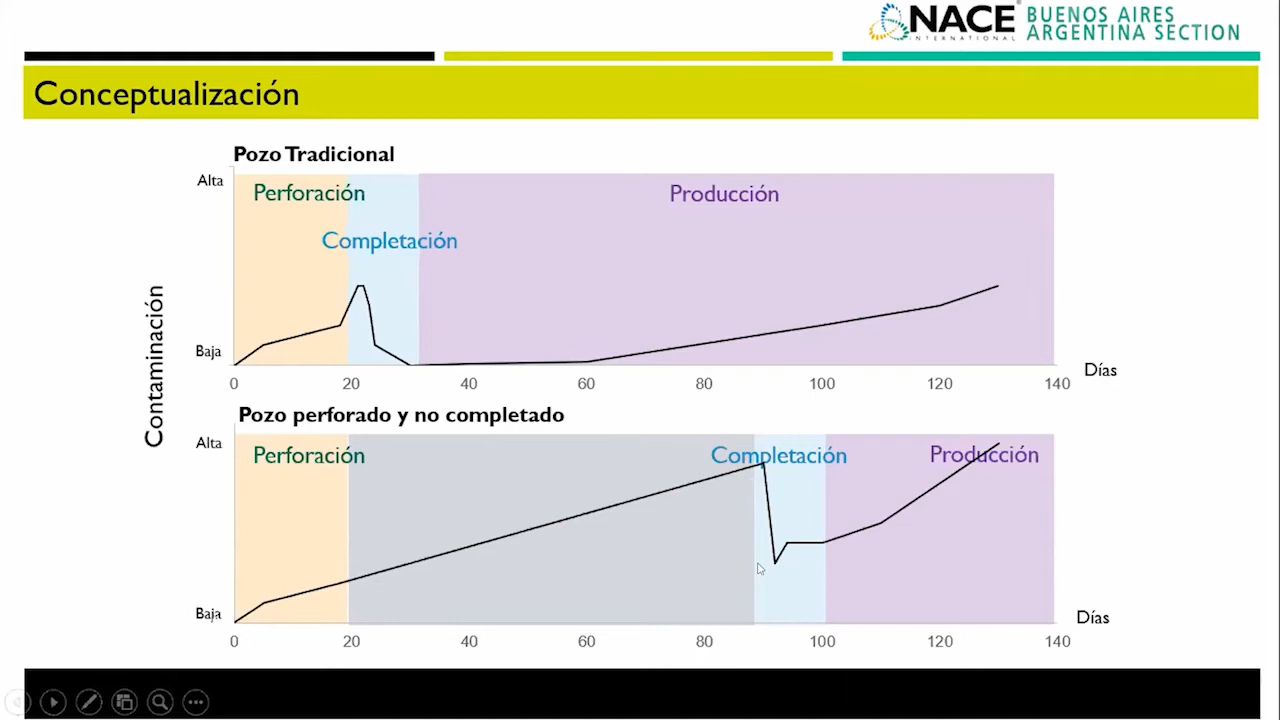 NACE
INTERNATIONAL
BUENOS AIRES
ARGENTINA SECTION
Conceptualización
Pozo Tradicional
Alta
Perforación
Producción
Completación
Contaminación
Baja
0 20 40 60 80 100 120 140
Días
Pozo perforado y no completado
Alta
Perforación
Completación
Producción
Baja
0 20 40 60 80 100 120 140
Días